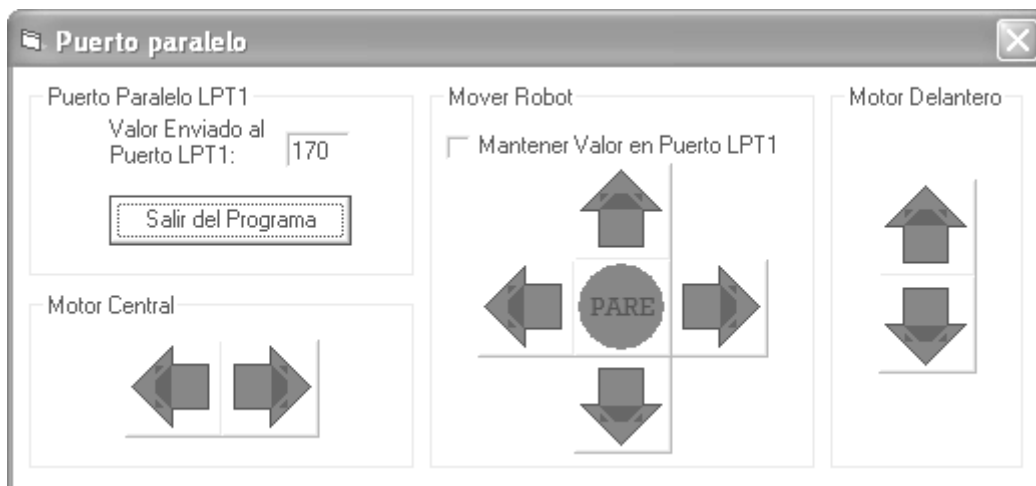 Puerto paralelo
Puerto Paralelo LPT1
Valor Enviado al
Puerto LPT1:
170
Salir del Programa
Motor Central
Mover Robot
Mantener Valor en Puerto LPT1
PARE
Motor Delantero